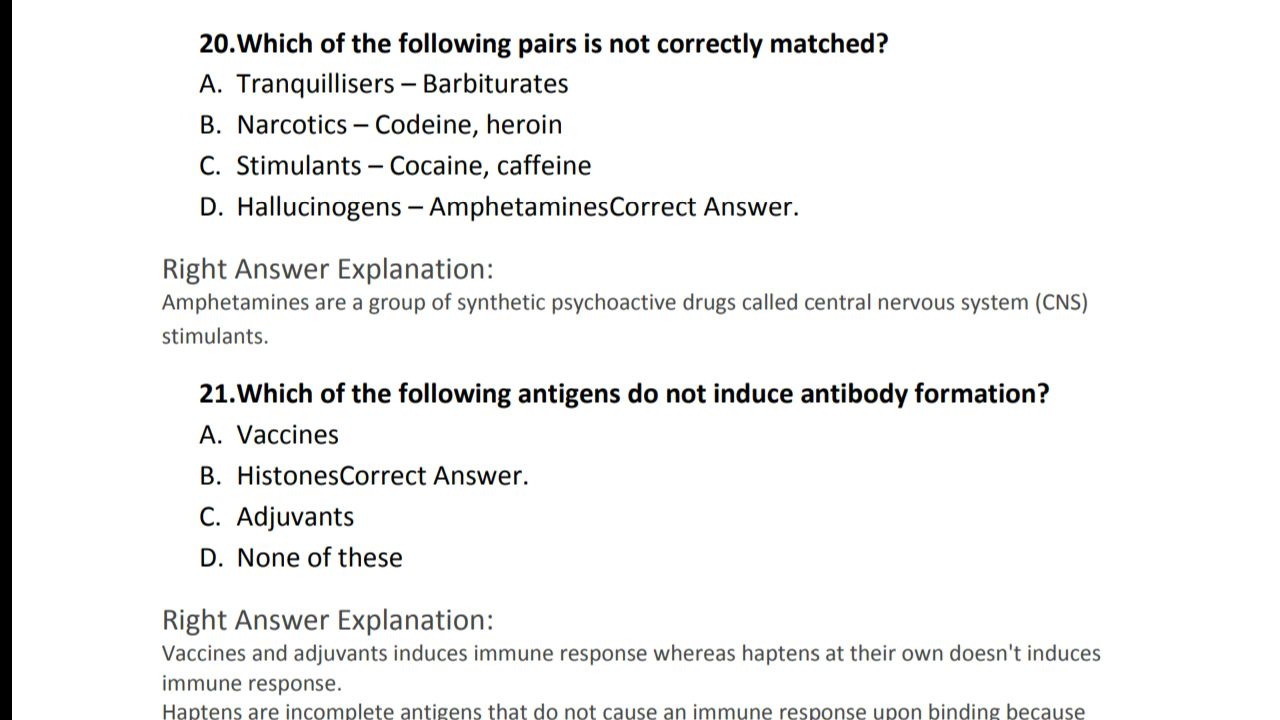 20.Which of the following pairs is not correctly matched?
A. Tranquillisers – Barbiturates
B. Narcotics – Codeine, heroin
C. Stimulants – Cocaine, caffeine
D. Hallucinogens – AmphetaminesCorrect Answer.
Right Answer Explanation:
Amphetamines are a group of synthetic psychoactive drugs called central nervous system (CNS)
stimulants.
21.Which of the following antigens do not induce antibody formation?
A. Vaccines
B. HistonesCorrect Answer.
C. Adjuvants
D. None of these
Right Answer Explanation:
Vaccines and adjuvants induces immune response whereas haptens at their own doesn't induces
immune response.
Haptens are incomplete antigens that do not cause an immune response upon binding because